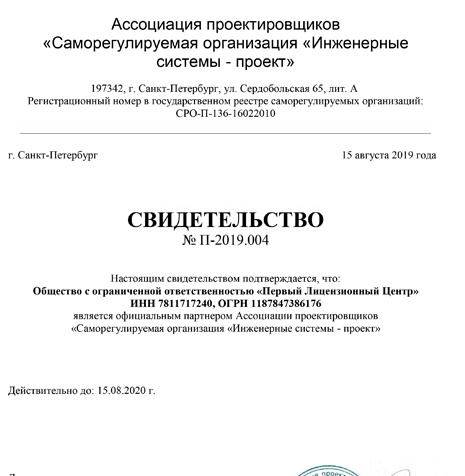 Ассоциация проектировщиков
«Саморегулируемая организация «Инженерные
системы - проект»
197342, г. Санкт-Петербург, ул. Сердобольская 65, лит. А
Регистрационный номер в государственном реестре саморегулируемых организаций:
СРО-П-136-16022010
г. Санкт-Петербург 15 августа 2019 года
СВИДЕТЕЛЬСТВО
№ П-2019.004
Настоящим свидетельством подтверждается, что:
Общество с ограниченной ответственностью «Первый Лицензионный Центр»
ИНН 7811717240, ОГРН 1187847386176
является официальным партнером Ассоциации проектировщиков
«Саморегулируемая организация «Инженерные системы - проект»
Действительно до: 15.08.2020 г.